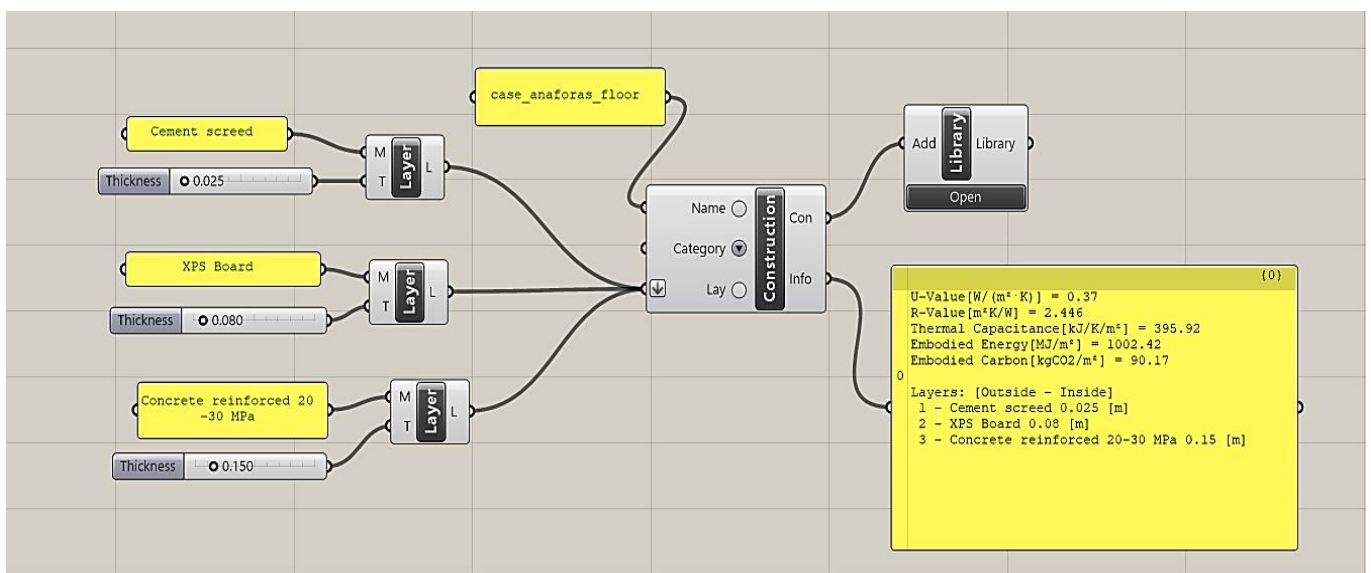 case_anaforas_floor
Cement screed
M
T
Layer
L
Thickness
0.025
XPS Board
M
T
Layer
L
Thickness
0.080
Concrete reinforced 20
-30 MPa
M
T
Layer
L
Thickness
0.150
Name
Category
Lay
Construction
Con
Info
Add
Library
Library
Open
{0}
0
U-Value[W/(m²·K)] = 0.37
R-Value[m²K/W] = 2.446
Thermal Capacitance[kJ/K/m²] = 395.92
Embodied Energy[MJ/m²] = 1002.42
Embodied Carbon[kgCO2/m²] = 90.17
Layers: [Outside - Inside]
1 - Cement screed 0.025 [m]
2 - XPS Board 0.08 [m]
3 - Concrete reinforced 20-30 MPa 0.15 [m]